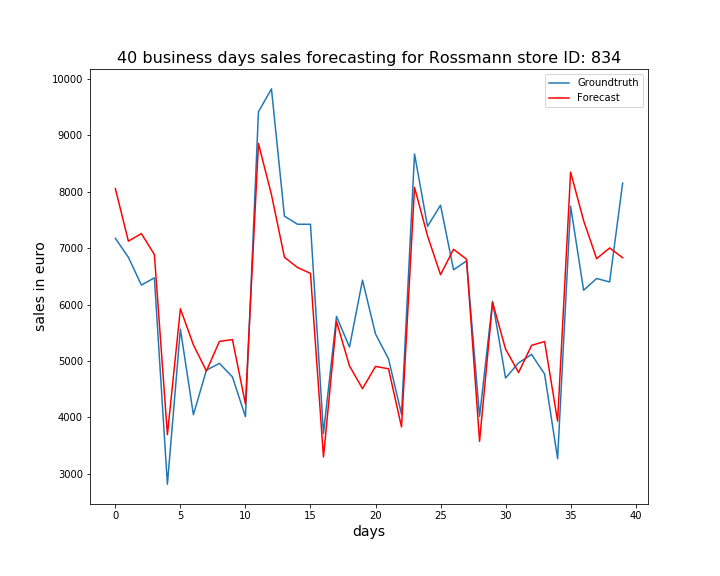 40 business days sales forecasting for Rossmann store ID: 834
Groundtruth
Forecast
10000
9000
8000
7000
6000
5000
4000
3000
sales in euro
0 5 10 15 20 25 30 35 40
days